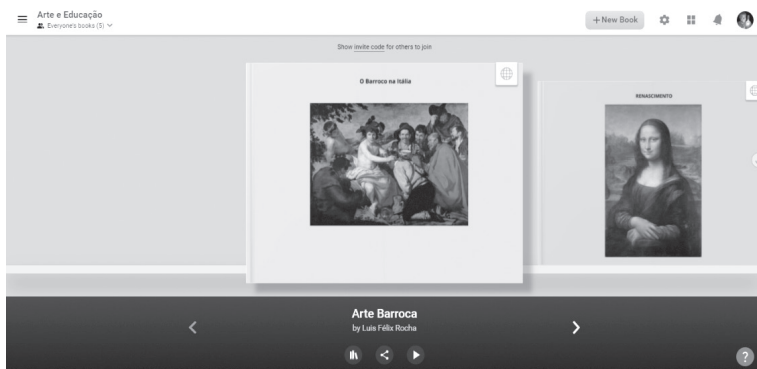 Arte e Educação
Everyone's books (5)
+ New Book
Show invite code for others to join
O Barroco na Itália
RENASCIMENTO
Arte Barroca
by Luis Félix Rocha
?